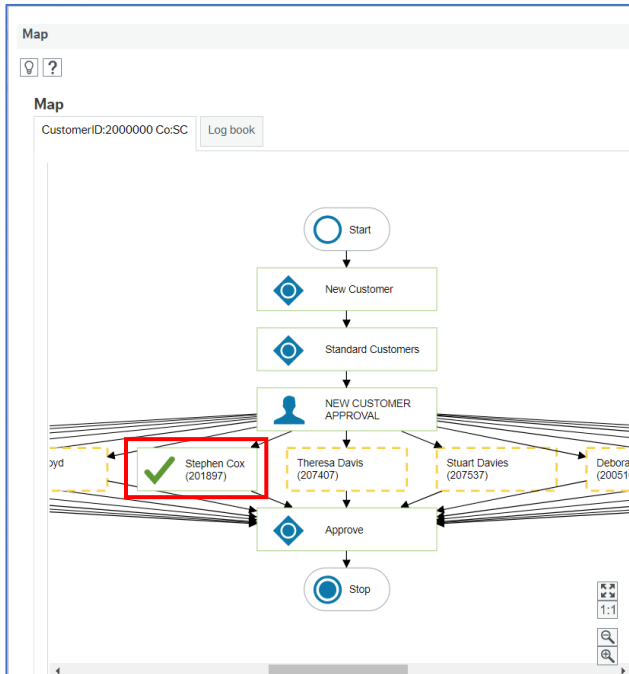 Map
?
Map
CustomerID:2000000 Co:SC
Log book
Start
New Customer
Standard Customers
NEW CUSTOMER
APPROVAL
oyd
Stephen Cox
(201897)
Theresa Davis
(207407)
Stuart Davies
(207537)
Debora
(20051
Approve
Stop
1:1